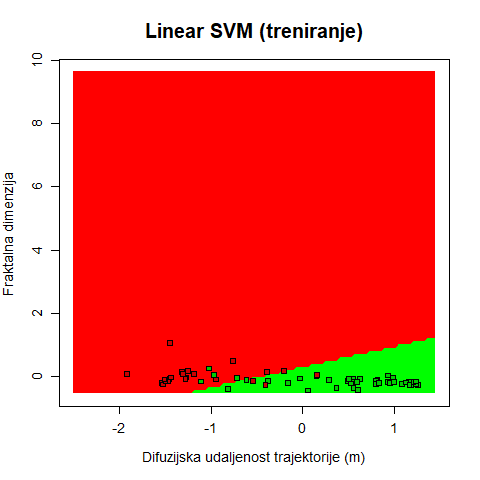 Linear SVM (treniranje)
Fraktalna dimenzija
10
8
6
4
2
0
-2 -1 0 1
Difuzijska udaljenost trajektorije (m)